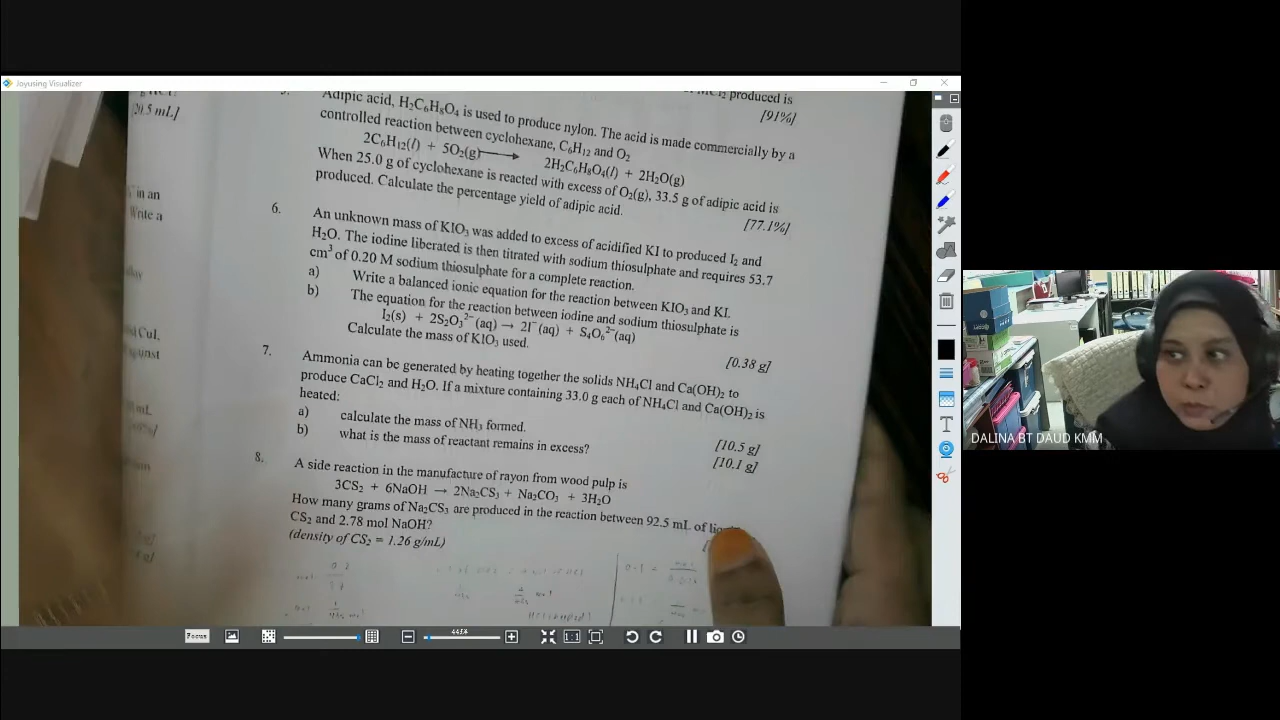 Joyusing Visualizer
[20.5 mL]
produced is
[91%]
Adipic acid, H₂C₆H₈O₄ is used to produce nylon. The acid is made commercially by a
controlled reaction between cyclohexane, C₆H₁₂ and O₂
2C₆H₁₂(l) + 5O₂(g) → 2H₂C₆H₈O₄(l) + 2H₂O(g)
When 25.0 g of cyclohexane is reacted with excess of O₂(g), 33.5 g of adipic acid is
produced. Calculate the percentage yield of adipic acid.
[77.1%]
in an
Write a
6. An unknown mass of KIO₃ was added to excess of acidified KI to produced I₂ and
H₂O. The iodine liberated is then titrated with sodium thiosulphate and requires 53.7
cm³ of 0.20 M sodium thiosulphate for a complete reaction.
a) Write a balanced ionic equation for the reaction between KIO₃ and KI.
b) The equation for the reaction between iodine and sodium thiosulphate is
I₂(s) + 2S₂O₃²⁻(aq) → 2I⁻(aq) + S₄O₆²⁻(aq)
Calculate the mass of KIO₃ used.
[0.38 g]
7. Ammonia can be generated by heating together the solids NH₄Cl and Ca(OH)₂ to
produce CaCl₂ and H₂O. If a mixture containing 33.0 g each of NH₄Cl and Ca(OH)₂ is
heated:
a) calculate the mass of NH₃ formed.
[10.5 g]
b) what is the mass of reactant remains in excess?
[10.1 g]
8. A side reaction in the manufacture of rayon from wood pulp is
3CS₂ + 6NaOH → 2Na₂CS₃ + Na₂CO₃ + 3H₂O
How many grams of Na₂CS₃ are produced in the reaction between 92.5 mL of
CS₂ and 2.78 mol NaOH?
(density of CS₂ = 1.26 g/mL)
DALINA BT DAUD KMM
Focus
1:1
T